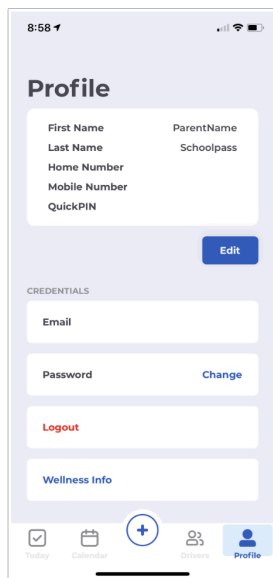 8:58
Profile
First Name ParentName
Last Name Schoolpass
Home Number
Mobile Number
QuickPIN
Edit
CREDENTIALS
Email
Password Change
Logout
Wellness Info
Today Calendar Drivers Profile